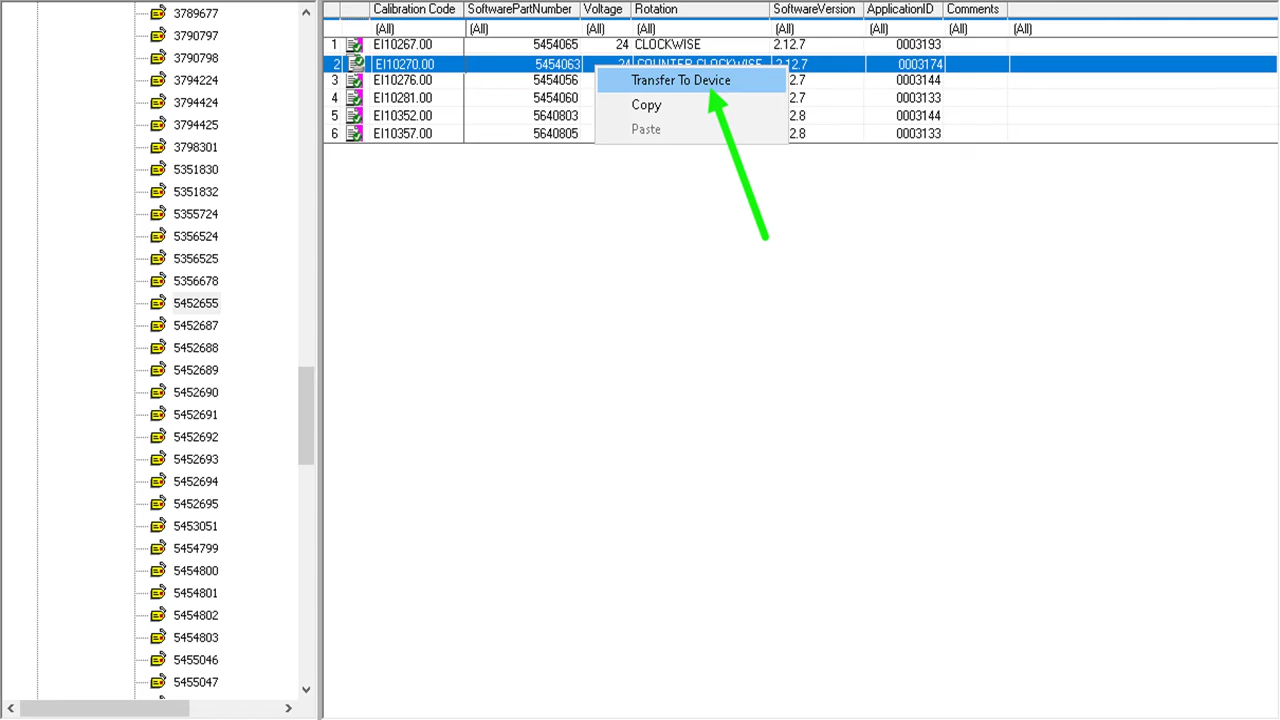 3789677
3790797
3790798
3794224
3794424
3794425
3798301
5351830
5351832
5355724
5356524
5356525
5356678
5452655
5452687
5452688
5452689
5452690
5452691
5452692
5452693
5452694
5452695
5453051
5454799
5454800
5454801
5454802
5454803
5455046
5455047
Calibration Code SoftwarePartNumber Voltage Rotation SoftwareVersion ApplicationID Comments
(All) (All) (All) (All) (All) (All) (All) (All)
1 EI10267.00 5454065 24 CLOCKWISE 2.12.7 0003193
2 EI10270.00 5454063 24 COUNTER CLOCKWISE 2.12.7 0003174
3 EI10276.00 5454056 2.7 0003144
4 EI10281.00 5454060 2.7 0003133
5 EI10352.00 5640803 2.8 0003144
6 EI10357.00 5640805 2.8 0003133
Transfer To Device
Copy
Paste